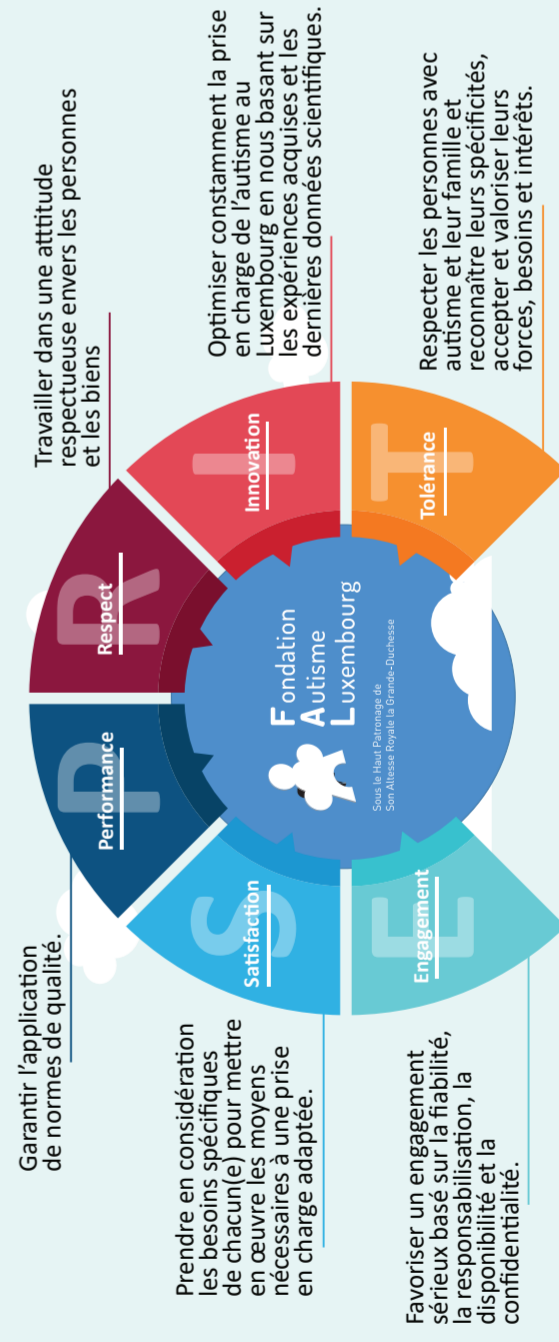 Garantir l'application
de normes de qualité.
Travailler dans une atttitude
respectueuse envers les personnes
et les biens
Prendre en considération
les besoins spécifiques
de chacun(e) pour mettre
en œuvre les moyens
nécessaires à une prise
en charge adaptée.
Optimiser constamment la prise
en charge de l'autisme au
Luxembourg en nous basant sur
les expériences acquises et les
dernières données scientifiques.
Favoriser un engagement
sérieux basé sur la fiabilité,
la responsabilisation, la
disponibilité et la
confidentialité.
Respecter les personnes avec
autisme et leur famille et
reconnaître leurs spécificités,
accepter et valoriser leurs
forces, besoins et intérêts.
P
Performance
R
Respect
S
Satisfaction
I
Innovation
E
Engagement
T
Tolérance
Fondation
Autisme
Luxembourg
Sous le Haut Patronage de
Son Altesse Royale la Grande-Duchesse